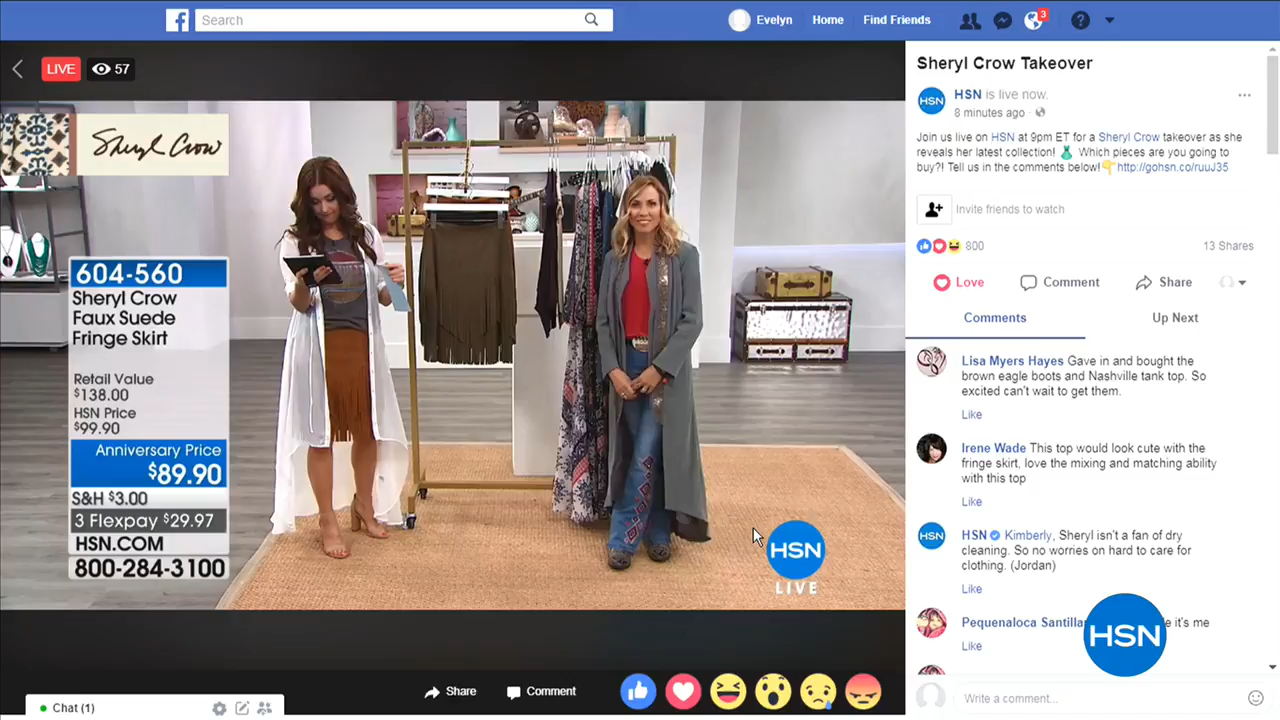 Search
Evelyn
Home
Find Friends
3
LIVE
57
Sheryl Crow
604-560
Sheryl Crow
Faux Suede
Fringe Skirt
Retail Value
$138.00
HSN Price
$99.90
Anniversary Price
$89.90
S&H $3.00
3 Flexpay $29.97
HSN.COM
800-284-3100
HSN
LIVE
Share
Comment
Chat (1)
Sheryl Crow Takeover
HSN
HSN is live now.
8 minutes ago
Join us live on HSN at 9pm ET for a Sheryl Crow takeover as she
reveals her latest collection! 👗 Which pieces are you going to
buy?! Tell us in the comments below!👇http://gohsn.co/ruuJ35
Invite friends to watch
800
13 Shares
Love
Comment
Share
Comments
Up Next
Lisa Myers Hayes Gave in and bought the
brown eagle boots and Nashville tank top. So
excited can't wait to get them.
Like
Irene Wade This top would look cute with the
fringe skirt, love the mixing and matching ability
with this top
Like
HSN
HSN Kimberly, Sheryl isn't a fan of dry
cleaning. So no worries on hard to care for
clothing. (Jordan)
Like
Pequenaloca Santilla
it's me
Like
HSN
Write a comment...